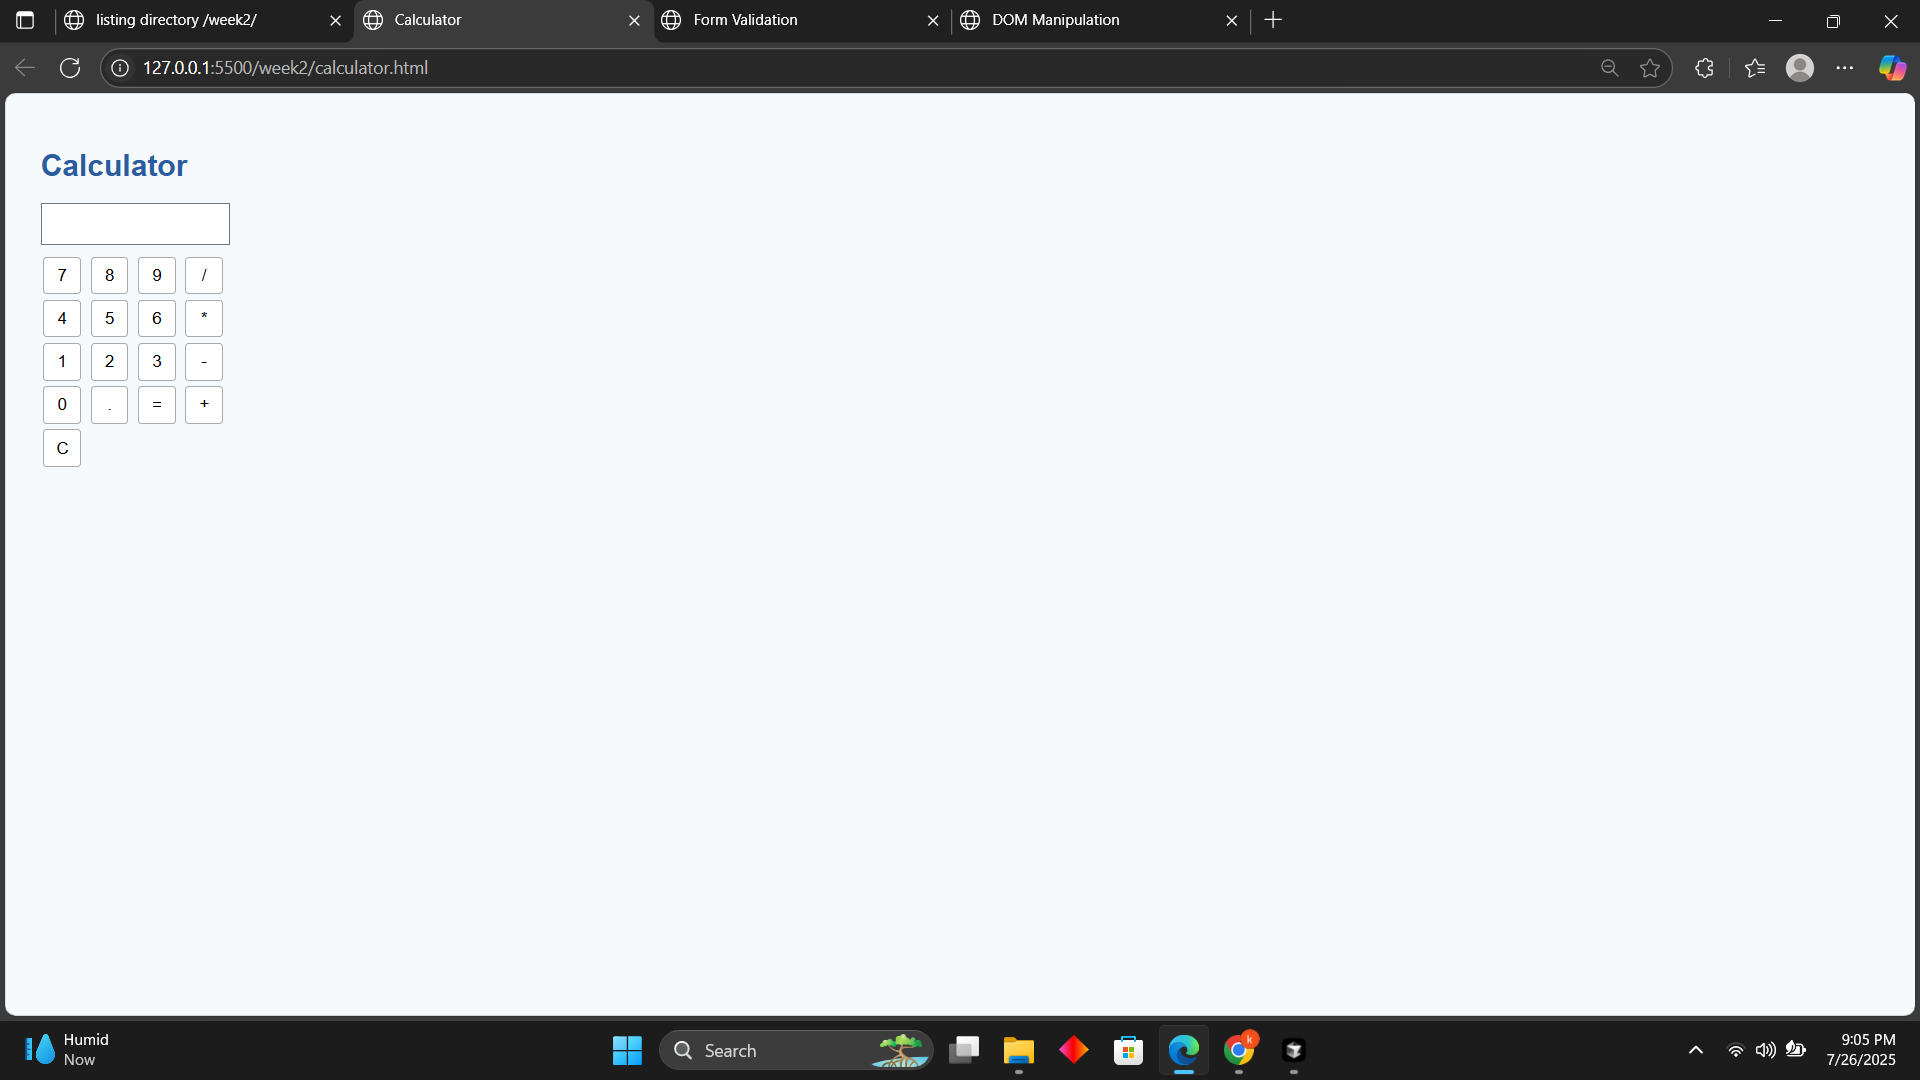 listing directory /week2/
Calculator
Form Validation
DOM Manipulation
127.0.0.1:5500/week2/calculator.html
Calculator
7 8 9 /
4 5 6 *
1 2 3 -
0 . = +
C
Humid
Now
Search
k
9:05 PM
7/26/2025